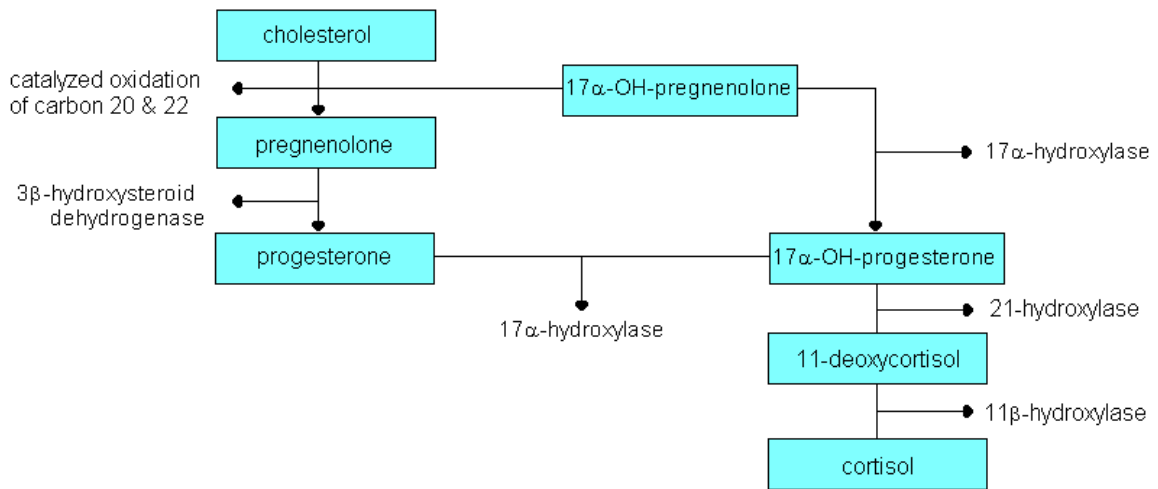 cholesterol
catalyzed oxidation
of carbon 20 & 22
17α-OH-pregnenolone
pregnenolone
17α-hydroxylase
3β-hydroxysteroid
dehydrogenase
progesterone
17α-OH-progesterone
17α-hydroxylase
21-hydroxylase
11-deoxycortisol
11β-hydroxylase
cortisol